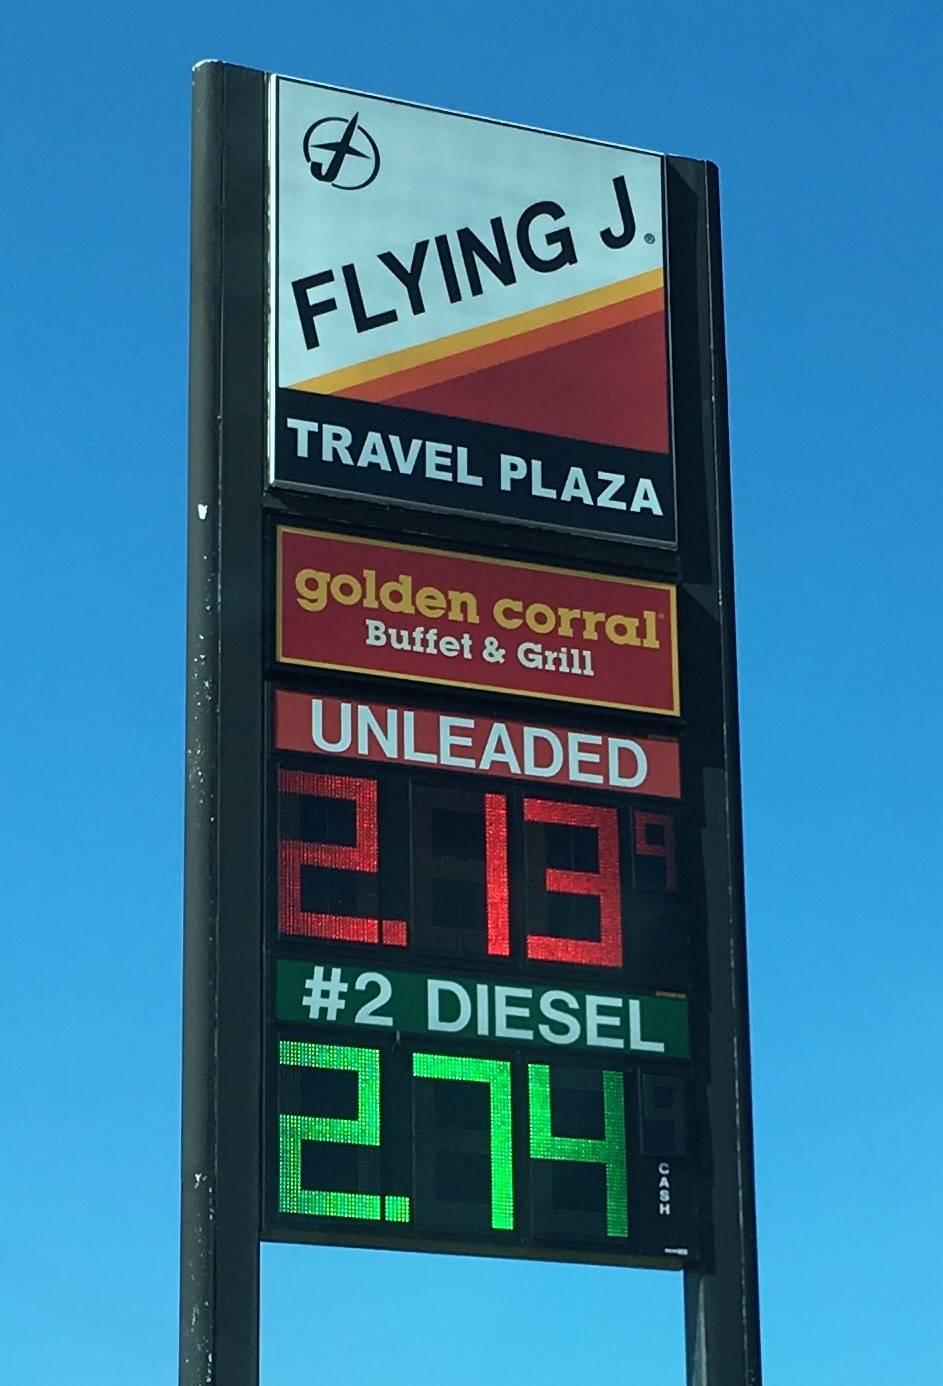 FLYING J®
TRAVEL PLAZA
golden corral
Buffet & Grill
UNLEADED
2.13 9
#2 DIESEL
2.74
CASH